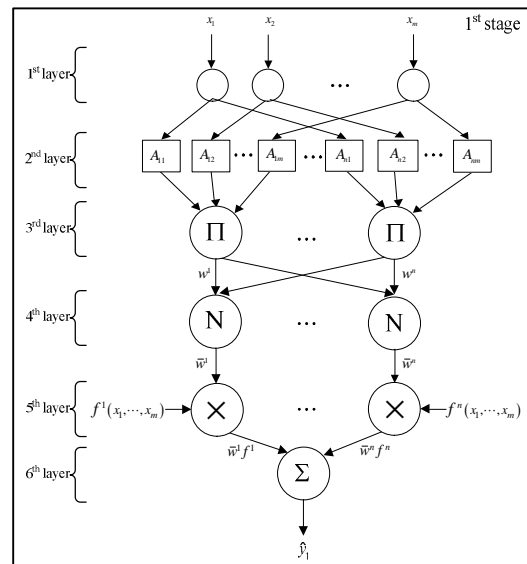 x₁ x₂ xₘ 1ˢᵗ stage
1ˢᵗ layer
...
2ⁿᵈ layer
A₁₁ A₁₂ ... A₁ₘ ... Aₙ₁ Aₙ₂ ... Aₙₘ
3ʳᵈ layer
Π ... Π
w¹ wⁿ
4ᵗʰ layer
N ... N
w̄¹ w̄ⁿ
5ᵗʰ layer
f¹(x₁,⋯,xₘ) × ... × fⁿ(x₁,⋯,xₘ)
w̄¹f¹ w̄ⁿfⁿ
6ᵗʰ layer
Σ
ŷ₁